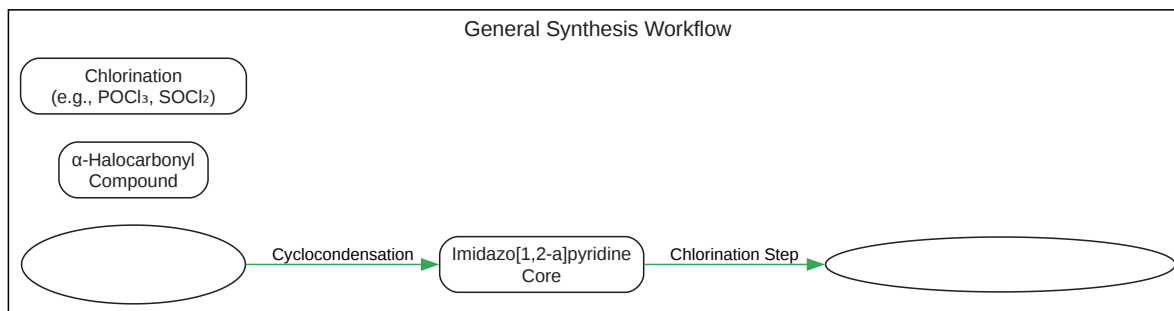 General Synthesis Workflow
Chlorination
(e.g., POCl₃, SOCl₂)
α-Halocarbonyl
Compound
Cyclocondensation
Imidazo[1,2-a]pyridine
Core
Chlorination Step